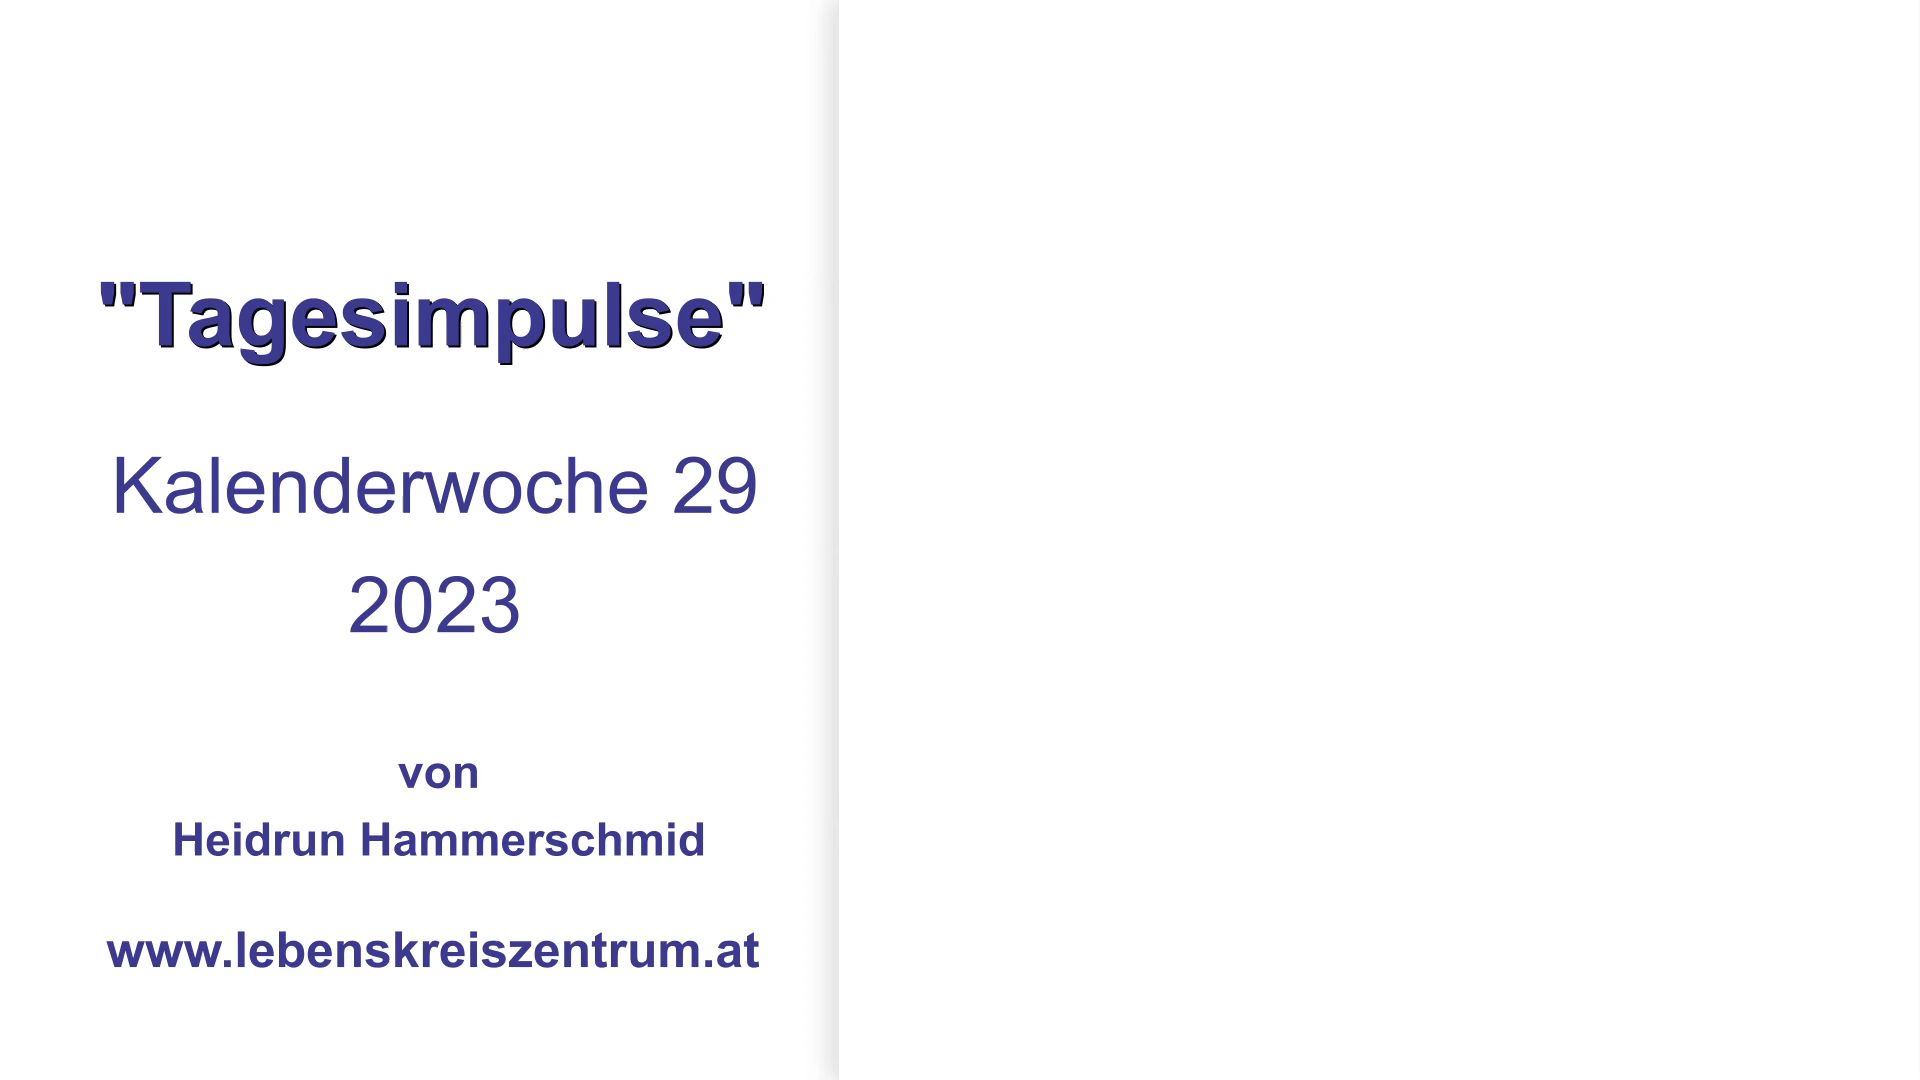 "Tagesimpulse"
Kalenderwoche 29
2023
von
Heidrun Hammerschmid
www.lebenskreiszentrum.at